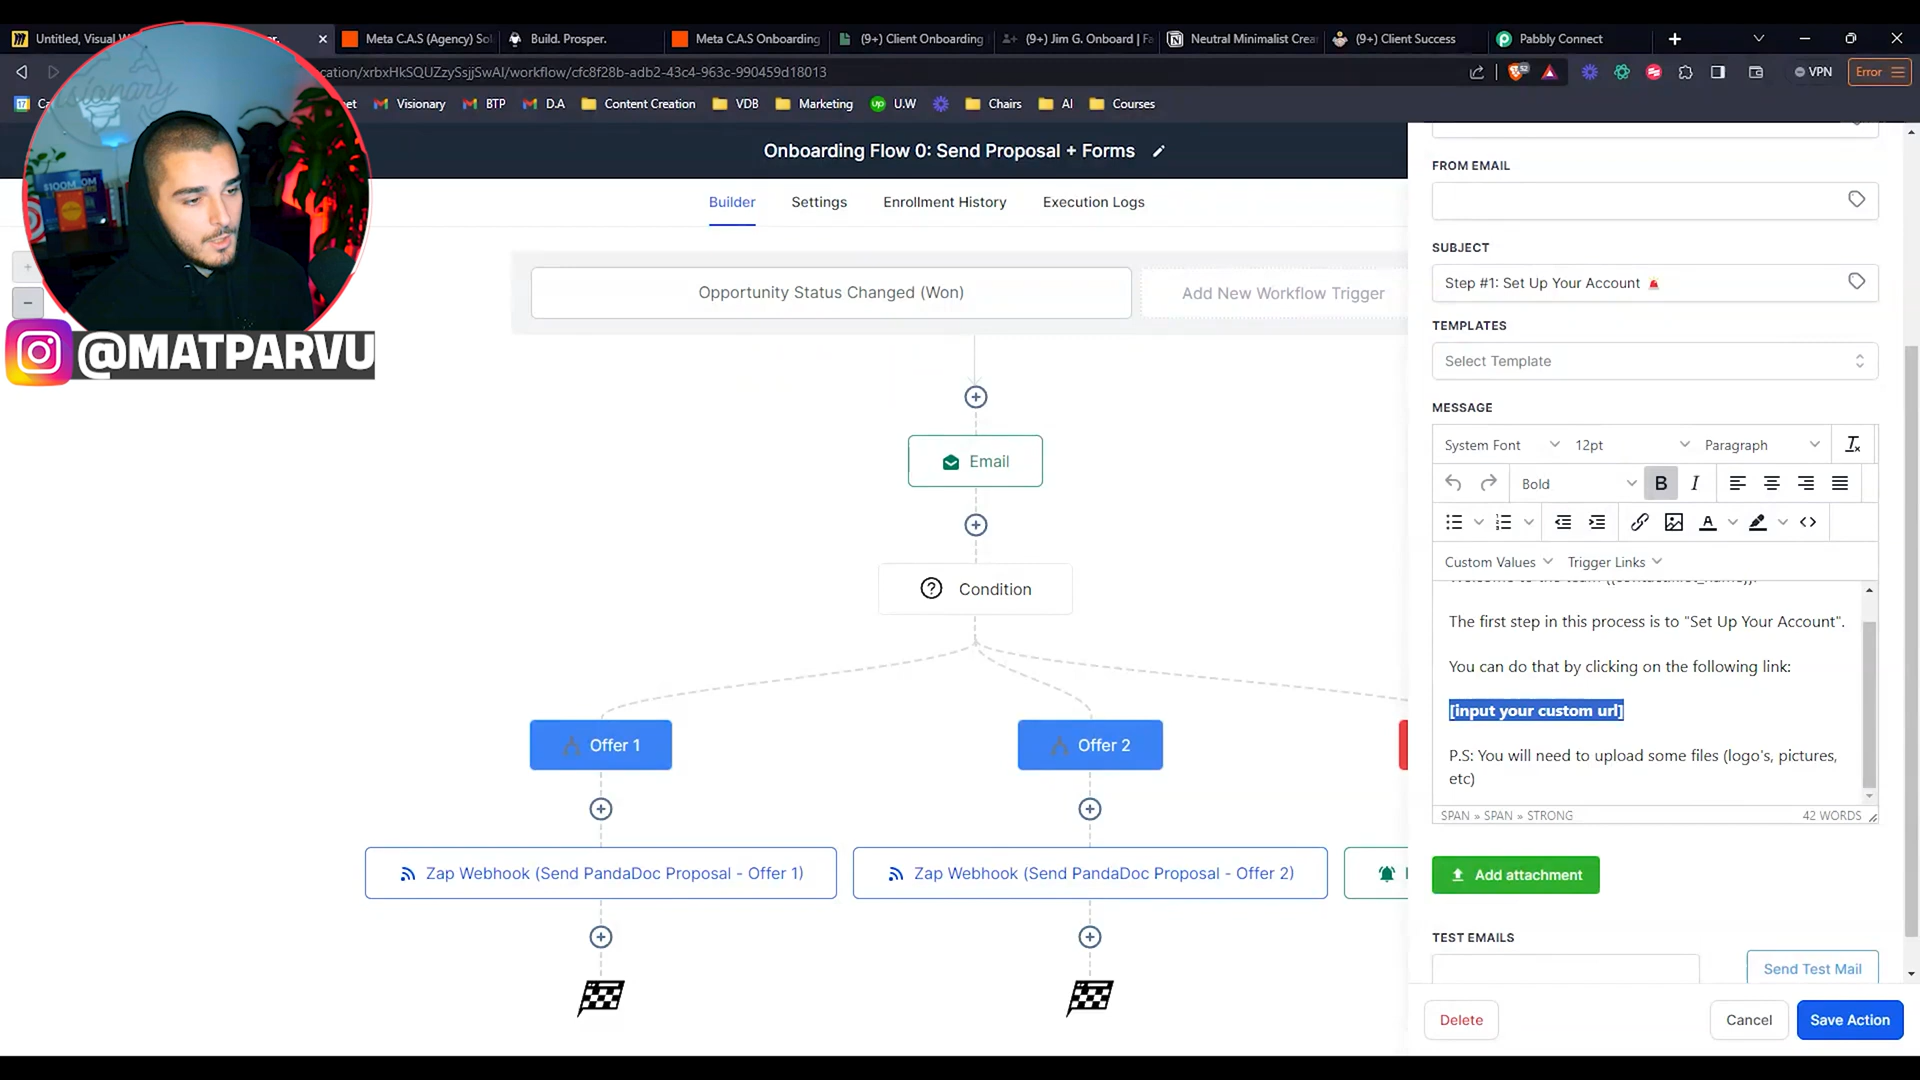 Untitled, Visual W
Meta C.A.S (Agency) Sol
Build. Prosper.
Meta C.A.S Onboarding
(9+) Client Onboarding
(9+) Jim G. Onboard | Fa
Neutral Minimalist Crea
(9+) Client Success
Pabbly Connect
ocation/xrbxHkSQUZzySsjjSwAI/workflow/cfc8f28b-adb2-43c4-963c-990459d18013
VPN
Error
Visionary
BTP
D.A
Content Creation
VDB
Marketing
U.W
Chairs
AI
Courses
@MATPARVU
Onboarding Flow 0: Send Proposal + Forms
Builder
Settings
Enrollment History
Execution Logs
Opportunity Status Changed (Won)
Add New Workflow Trigger
Email
Condition
Offer 1
Offer 2
Zap Webhook (Send PandaDoc Proposal - Offer 1)
Zap Webhook (Send PandaDoc Proposal - Offer 2)
FROM EMAIL
SUBJECT
Step #1: Set Up Your Account
TEMPLATES
Select Template
MESSAGE
System Font
12pt
Paragraph
Bold
B
I
A
Custom Values
Trigger Links
Welcome to the team
The first step in this process is to "Set Up Your Account".
You can do that by clicking on the following link:
[input your custom url]
P.S: You will need to upload some files (logo's, pictures,
etc)
SPAN » SPAN » STRONG
42 WORDS
Add attachment
TEST EMAILS
Send Test Mail
Delete
Cancel
Save Action